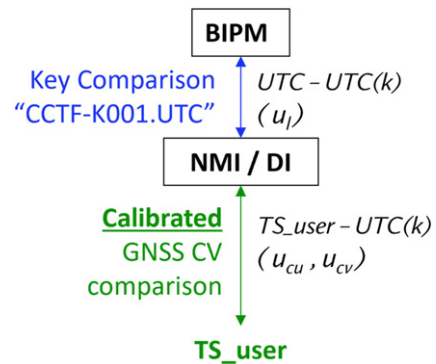 BIPM
Key Comparison
“CCTF-K001.UTC”
UTC – UTC(k)
(u_l)
NMI / DI
Calibrated
GNSS CV
comparison
TS_user – UTC(k)
(u_cu , u_cv)
TS_user